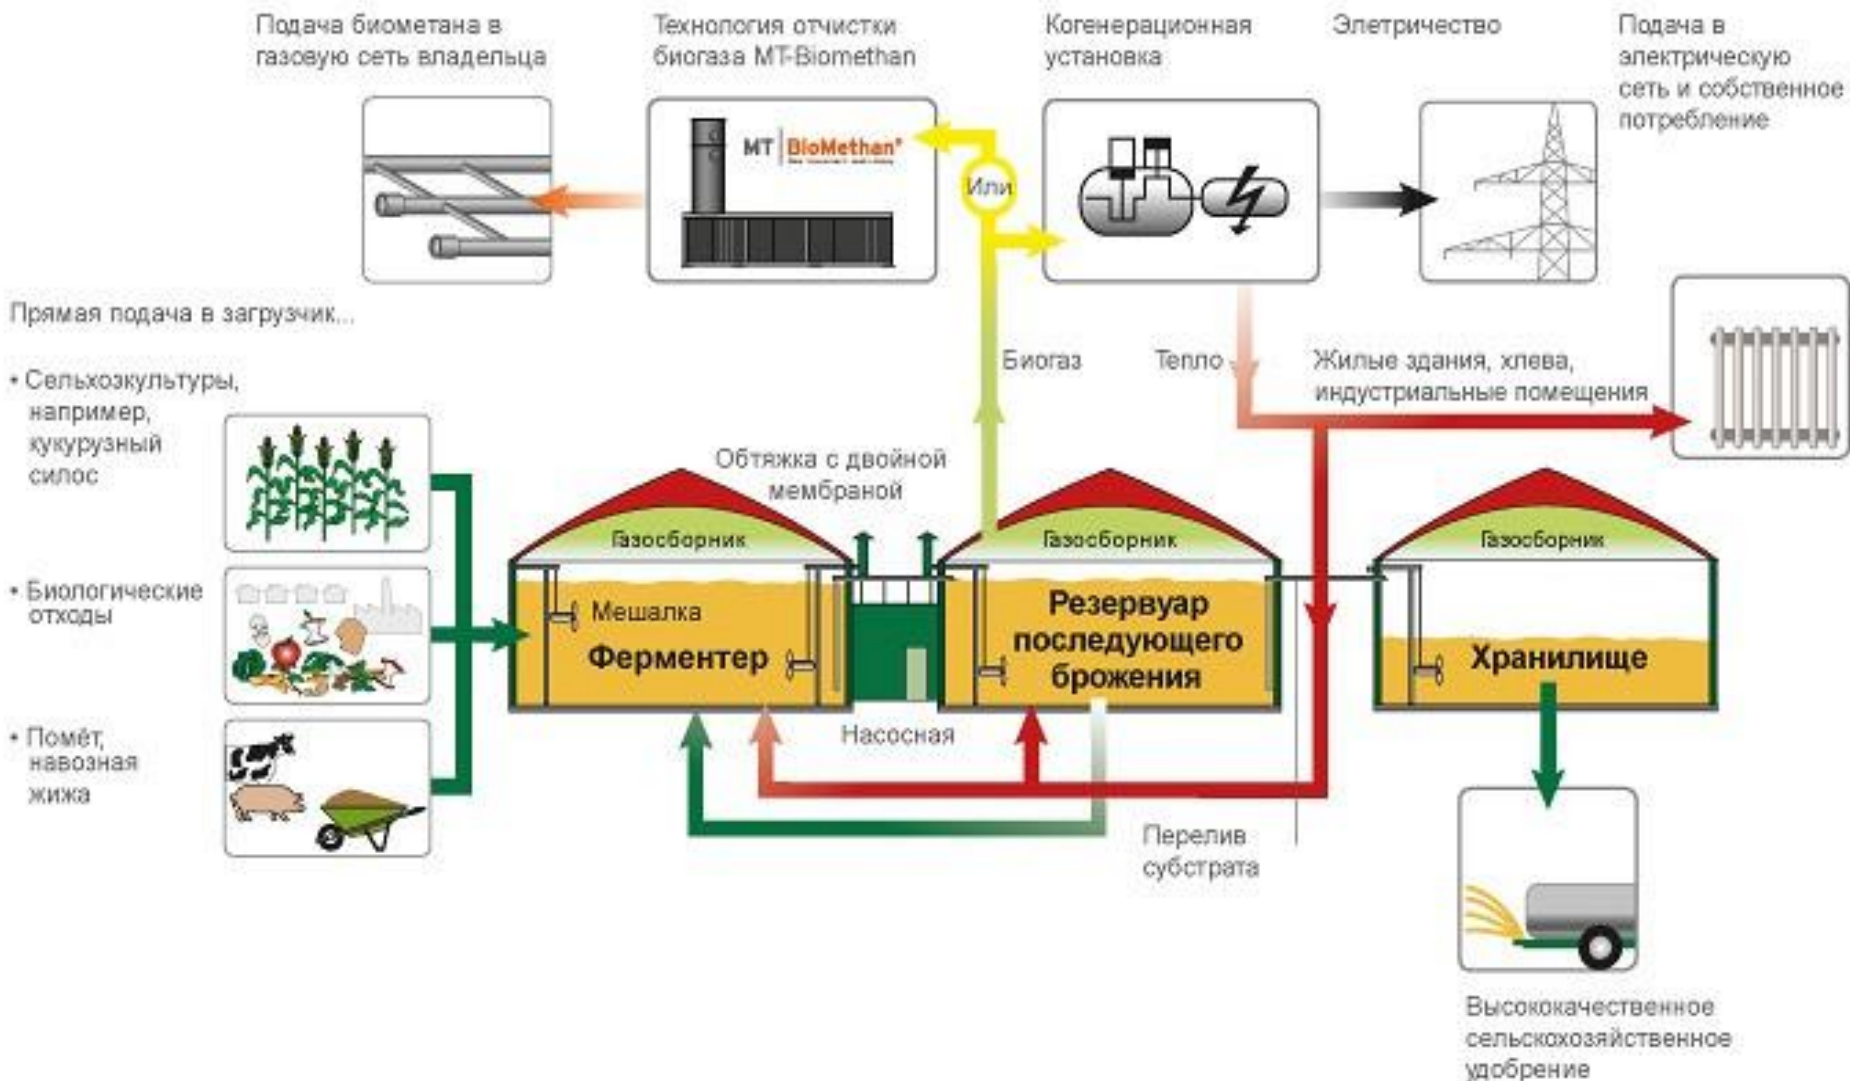 Подача биометана в
газовую сеть владельца
Технология отчистки
биогаза MT-Biomethan
Когенерационная
установка
Элетричество
Подача в
электрическую
сеть и собственное
потребление
MT BioMethan®
Или
Прямая подача в загрузчик...
Биогаз
Тепло
Жилые здания, хлева,
индустриальные помещения
• Сельхозкультуры,
например,
кукурузный
силос
Обтяжка с двойной
мембраной
Газосборник
Газосборник
Газосборник
• Биологические
отходы
Мешалка
Ферментер
Резервуар
последующего
брожения
Хранилище
• Помёт,
навозная
жижа
Насосная
Перелив
субстрата
Высококачественное
сельскохозяйственное
удобрение